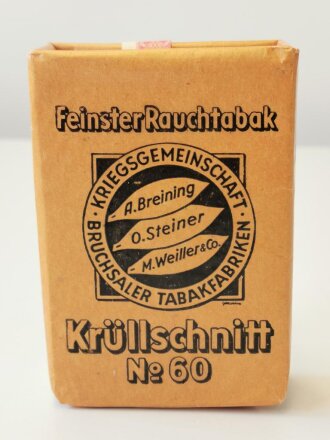 Feinster Rauchtabak
· KRIEGSGEMEINSCHAFT ·
A. Breining
O. Steiner
M. Weiller & Co.
BRUCHSALER TABAKFABRIKEN
Krüllschnitt
No 60